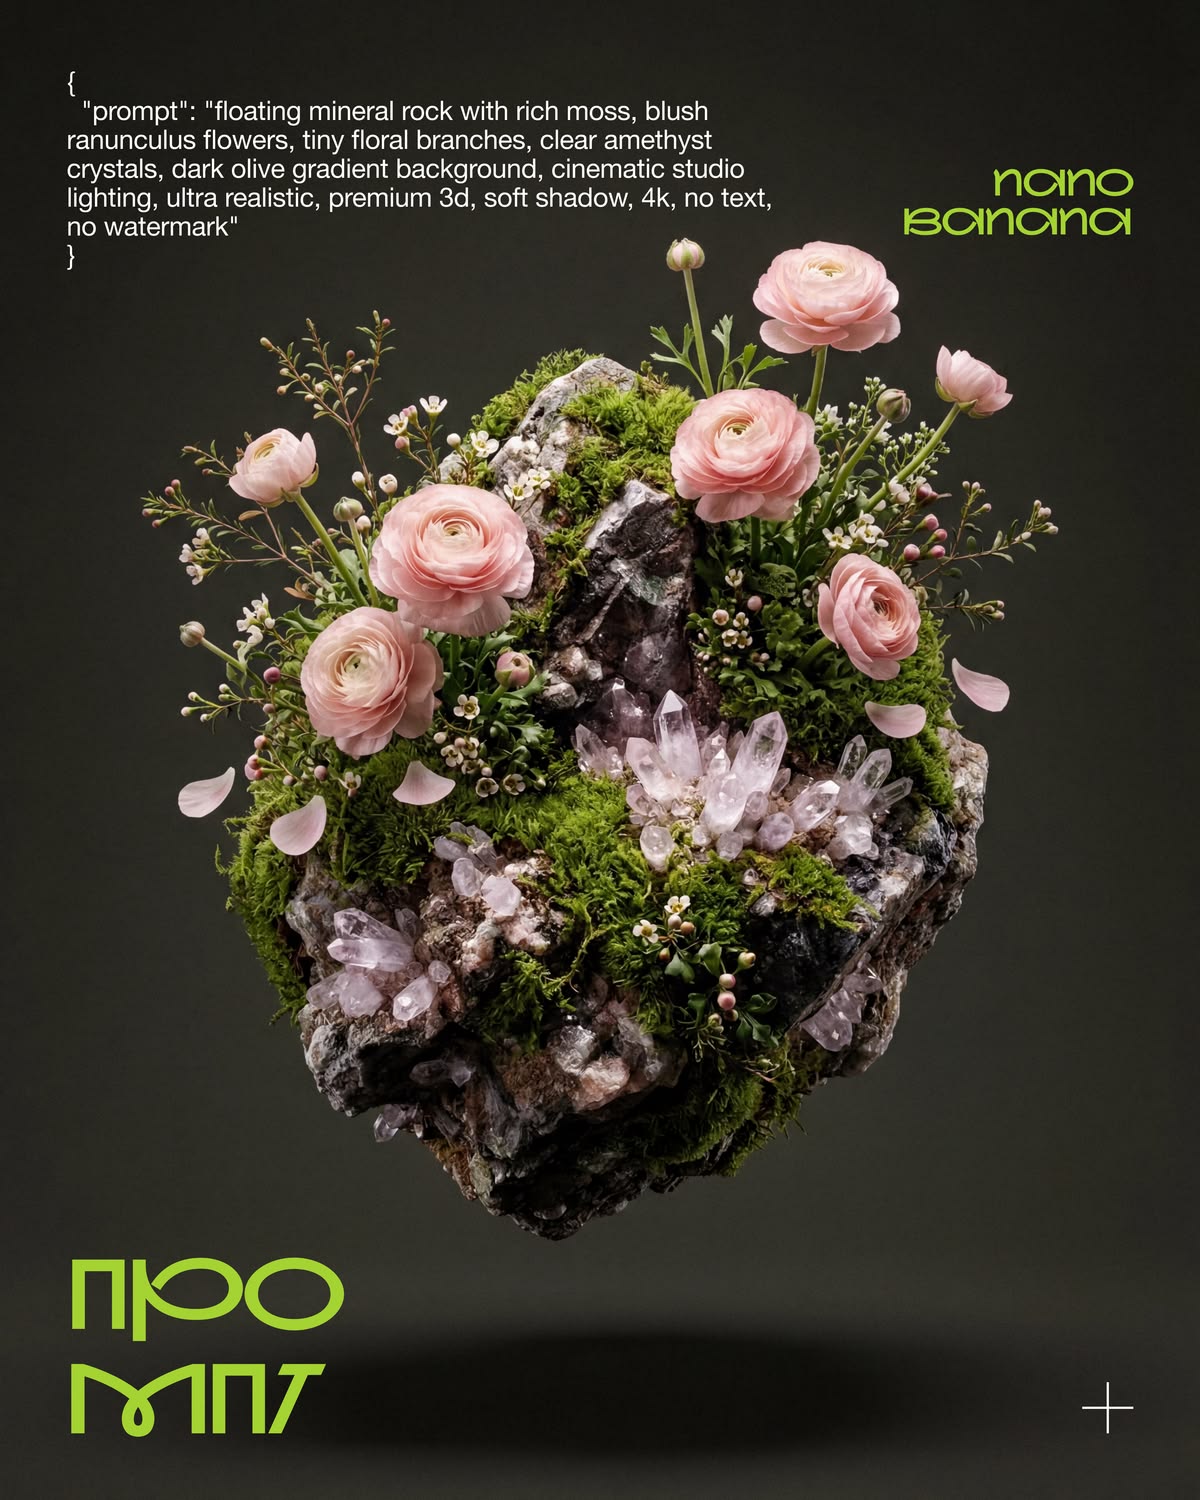 {
"prompt": "floating mineral rock with rich moss, blush
ranunculus flowers, tiny floral branches, clear amethyst
crystals, dark olive gradient background, cinematic studio
lighting, ultra realistic, premium 3d, soft shadow, 4k, no text,
no watermark"
}
nano
Banana
ПРО
МПТ